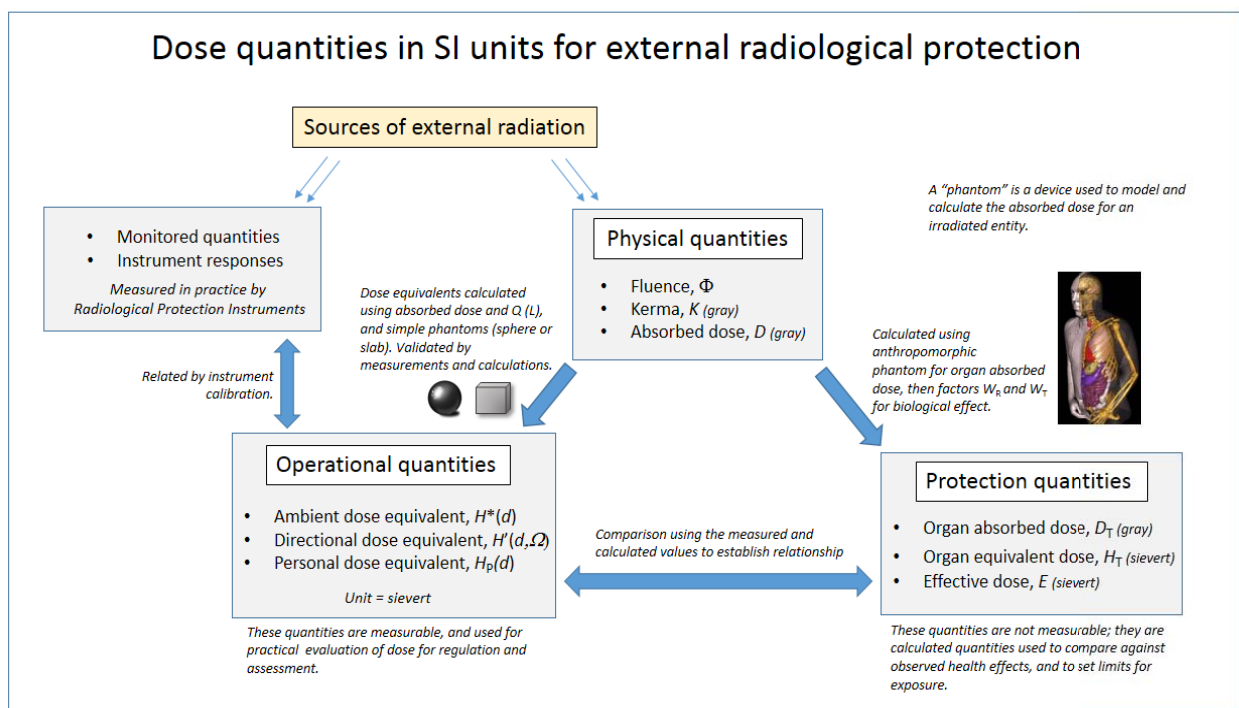 Dose quantities in SI units for external radiological protection
Sources of external radiation
• Monitored quantities
• Instrument responses
Measured in practice by
Radiological Protection Instruments
Physical quantities
• Fluence, Φ
• Kerma, K (gray)
• Absorbed dose, D (gray)
A “phantom” is a device used to model and
calculate the absorbed dose for an
irradiated entity.
Dose equivalents calculated
using absorbed dose and Q (L),
and simple phantoms (sphere or
slab). Validated by
measurements and calculations.
Calculated using
anthropomorphic
phantom for organ absorbed
dose, then factors W_R and W_T
for biological effect.
Related by instrument
calibration.
Operational quantities
• Ambient dose equivalent, H*(d)
• Directional dose equivalent, H'(d,Ω)
• Personal dose equivalent, H_P(d)
Unit = sievert
These quantities are measurable, and used for
practical evaluation of dose for regulation and
assessment.
Comparison using the measured and
calculated values to establish relationship
Protection quantities
• Organ absorbed dose, D_T (gray)
• Organ equivalent dose, H_T (sievert)
• Effective dose, E (sievert)
These quantities are not measurable; they are
calculated quantities used to compare against
observed health effects, and to set limits for
exposure.